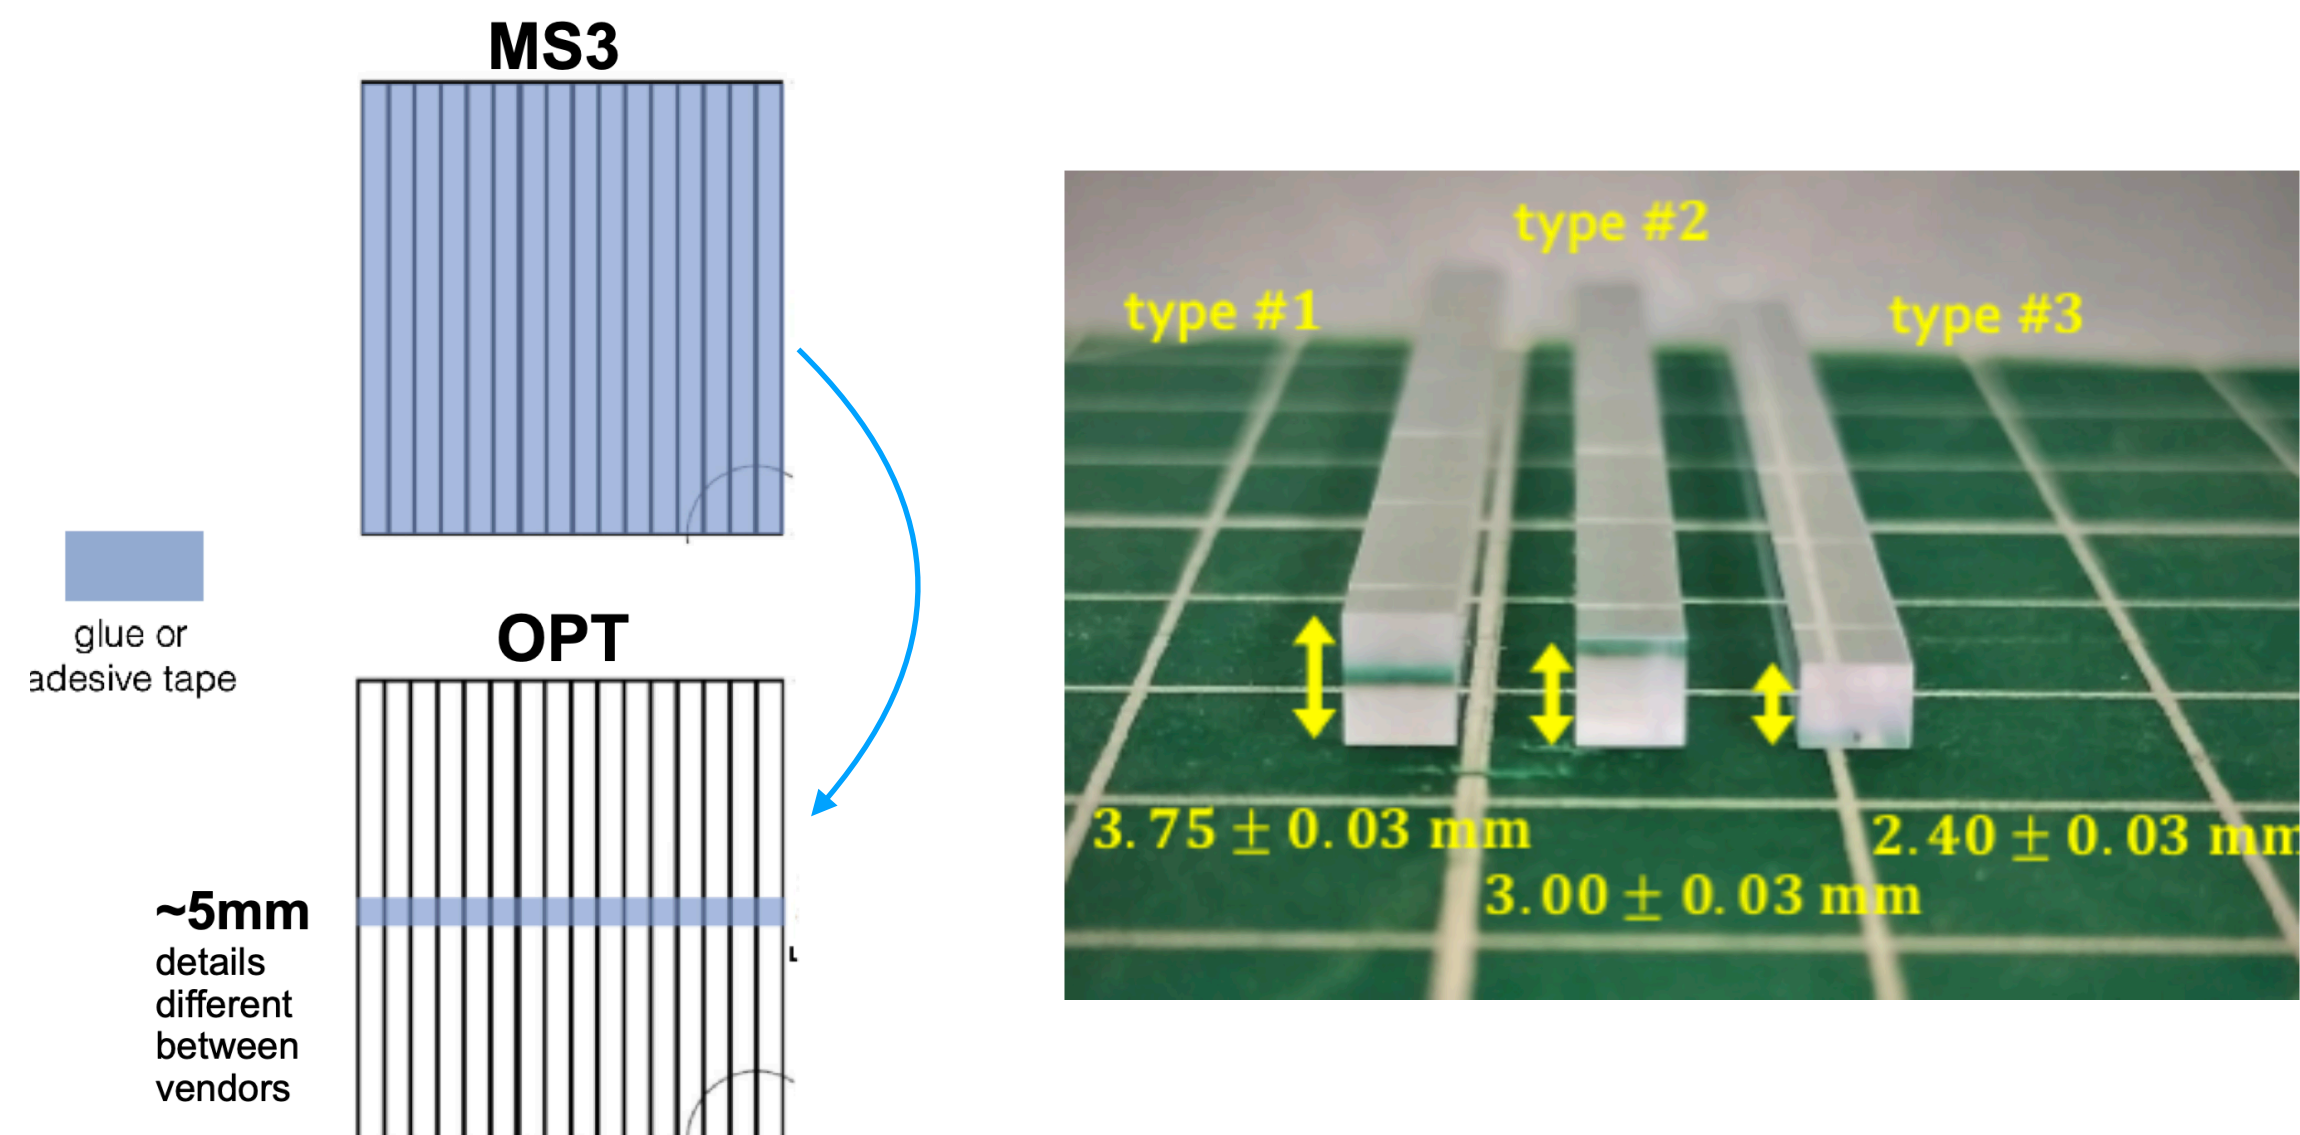 MS3
glue or
adesive tape
OPT
~5mm
details
different
between
vendors
type #1
type #2
type #3
3.75 ± 0.03 mm
3.00 ± 0.03 mm
2.40 ± 0.03 mm